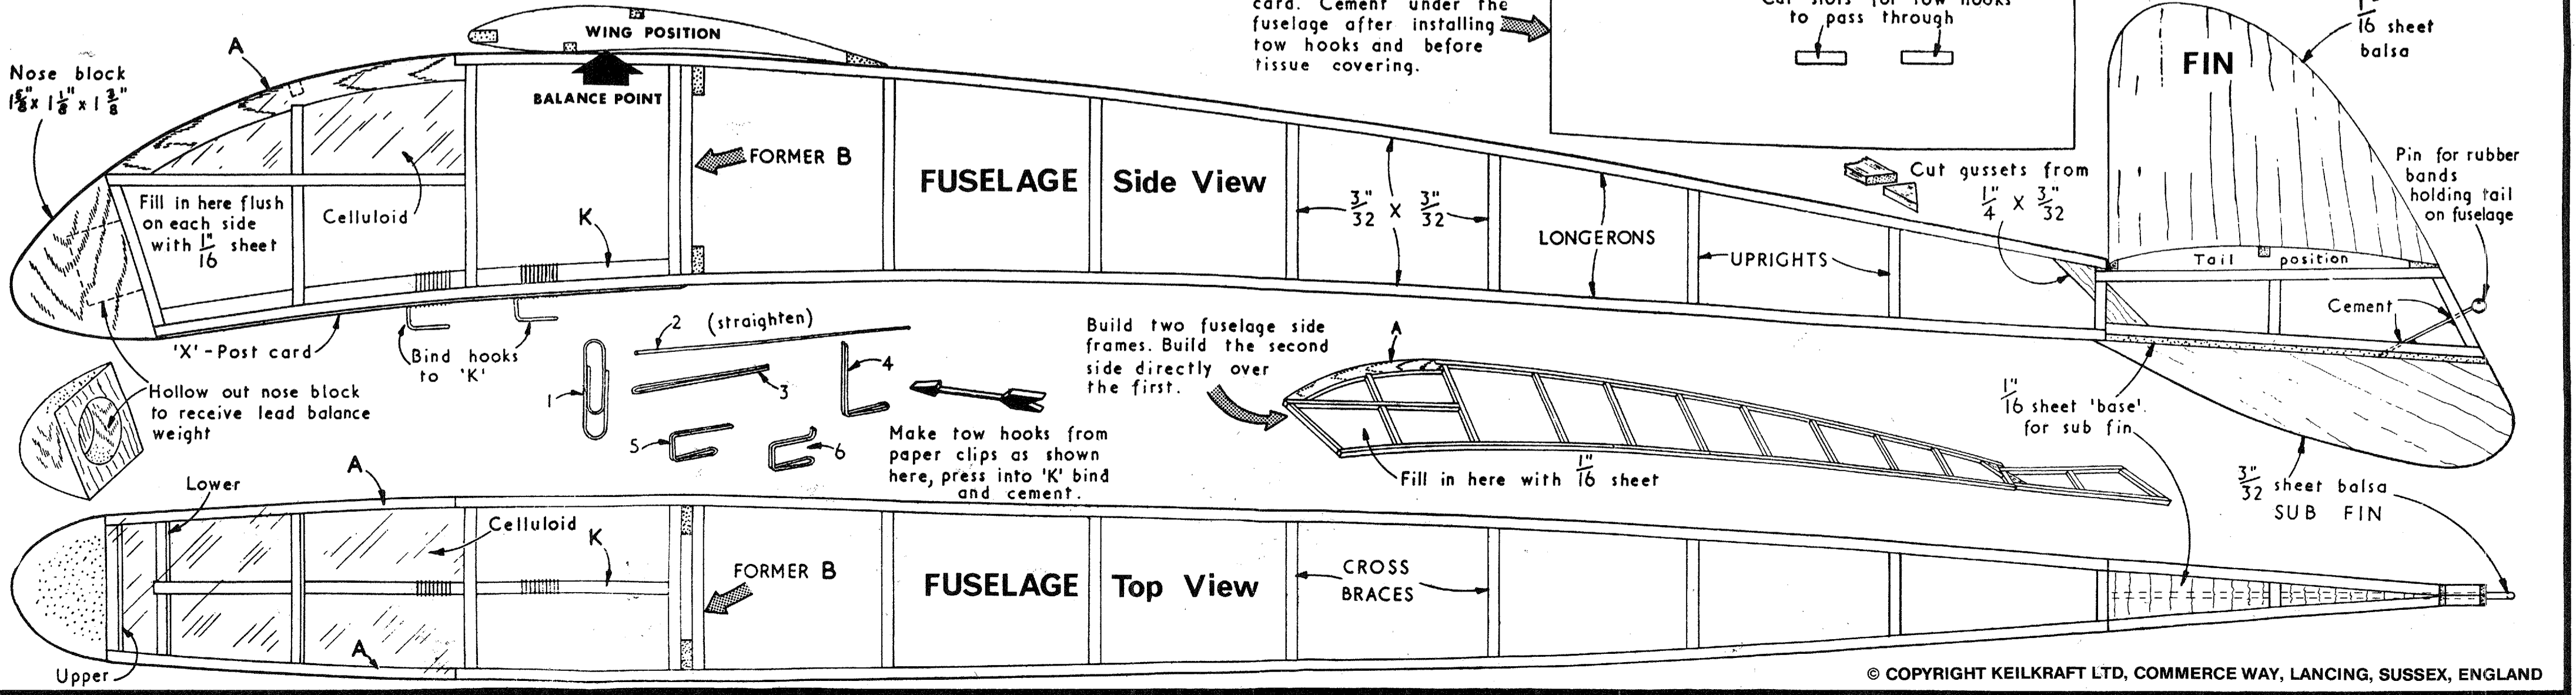 card. Cement under the
fuselage after installing
tow hooks and before
tissue covering.
Cut slots for tow hooks
to pass through
1"
16 sheet
balsa
FIN
WING POSITION
BALANCE POINT
A
Nose block
1 5/8" x 1 1/8" x 1 3/8"
Fill in here flush
on each side
with 1"/16 sheet
Celluloid
K
FORMER B
FUSELAGE Side View
3"/32 x 3"/32
LONGERONS
UPRIGHTS
Cut gussets from
1"/4 x 3"/32
Pin for rubber
bands
holding tail
on fuselage
Tail position
Cement
'X'-Post card
Bind hooks
to 'K'
Hollow out nose block
to receive lead balance
weight
1
2 (straighten)
3
4
5
6
Make tow hooks from
paper clips as shown
here, press into 'K' bind
and cement.
Build two fuselage side
frames. Build the second
side directly over
the first.
A
Fill in here with 1"/16 sheet
1"/16 sheet 'base'.
for sub fin
3"/32 sheet balsa
SUB FIN
A
Lower
Celluloid
K
FORMER B
FUSELAGE Top View
CROSS
BRACES
A
Upper
© COPYRIGHT KEILKRAFT LTD, COMMERCE WAY, LANCING, SUSSEX, ENGLAND